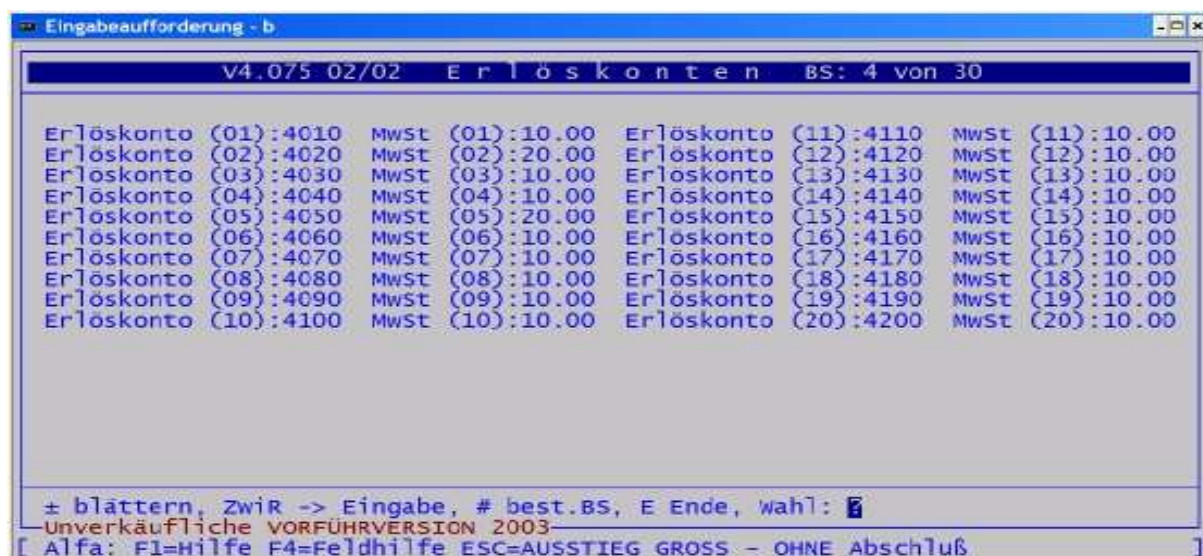 Eingabeaufforderung - b
V4.075 02/02 E r l ö s k o n t e n BS: 4 von 30
Erlöskonto (01):4010 MwSt (01):10.00 Erlöskonto (11):4110 MwSt (11):10.00
Erlöskonto (02):4020 MwSt (02):20.00 Erlöskonto (12):4120 MwSt (12):10.00
Erlöskonto (03):4030 MwSt (03):10.00 Erlöskonto (13):4130 MwSt (13):10.00
Erlöskonto (04):4040 MwSt (04):10.00 Erlöskonto (14):4140 MwSt (14):10.00
Erlöskonto (05):4050 MwSt (05):20.00 Erlöskonto (15):4150 MwSt (15):10.00
Erlöskonto (06):4060 MwSt (06):10.00 Erlöskonto (16):4160 MwSt (16):10.00
Erlöskonto (07):4070 MwSt (07):10.00 Erlöskonto (17):4170 MwSt (17):10.00
Erlöskonto (08):4080 MwSt (08):10.00 Erlöskonto (18):4180 MwSt (18):10.00
Erlöskonto (09):4090 MwSt (09):10.00 Erlöskonto (19):4190 MwSt (19):10.00
Erlöskonto (10):4100 MwSt (10):10.00 Erlöskonto (20):4200 MwSt (20):10.00
± blättern, ZwiR -> Eingabe, # best.BS, E Ende, Wahl: ?
Unverkäufliche VORFÜHRVERSION 2003
[ Alfa: F1=Hilfe F4=Feldhilfe ESC=AUSSTIEG GROSS - OHNE Abschluß ]